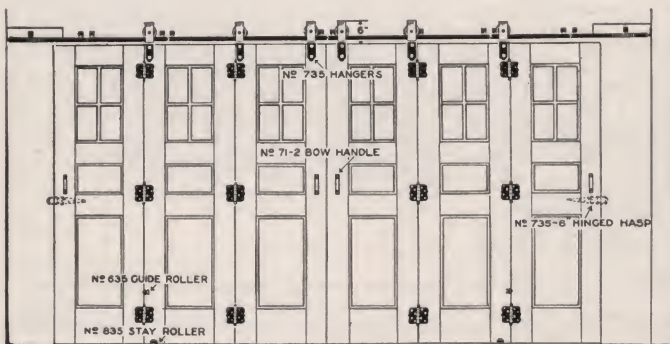 6"
Nº 735 HANGERS
Nº 71-2 BOW HANDLE
Nº 735-6" HINGED HASP
Nº 635 GUIDE ROLLER
Nº 835 STAY ROLLER